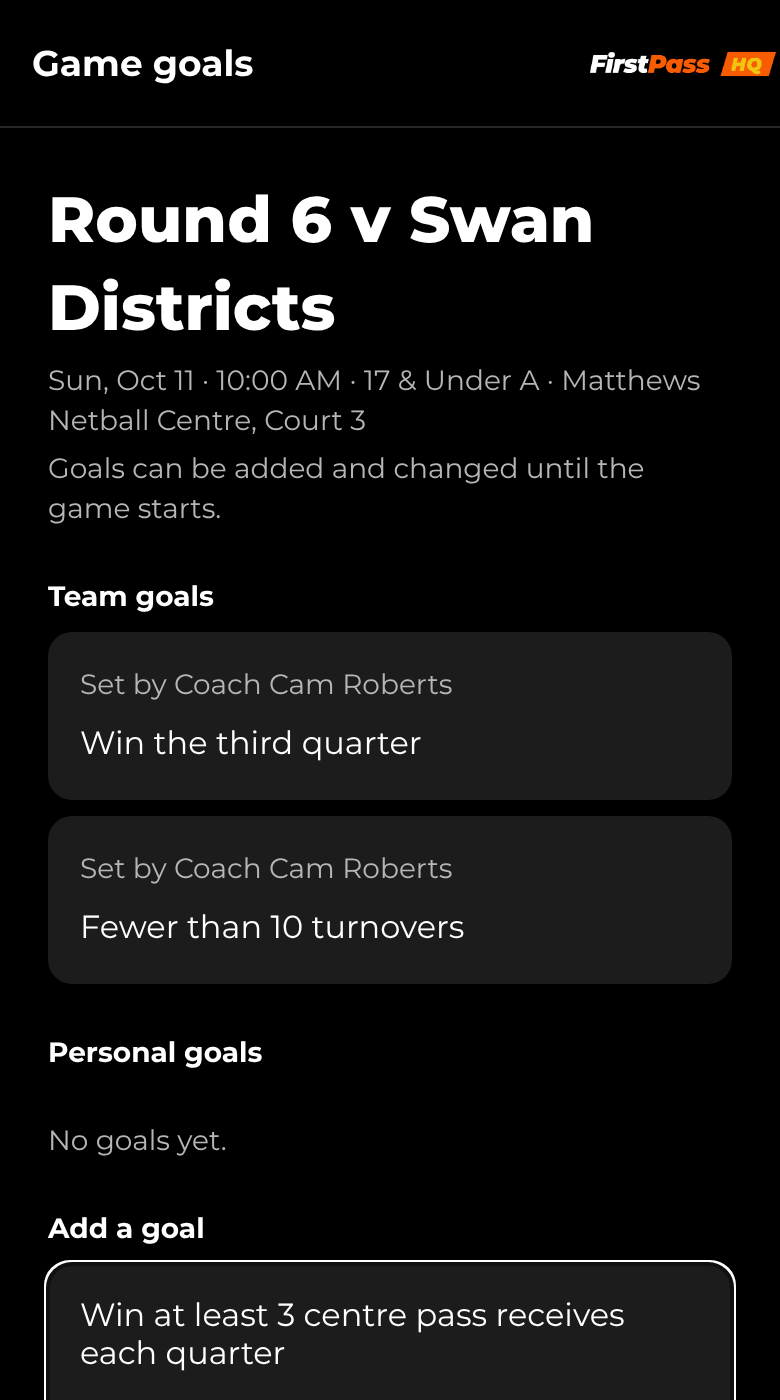 Game goals
FirstPass HQ
Round 6 v Swan
Districts
Sun, Oct 11 · 10:00 AM · 17 & Under A · Matthews
Netball Centre, Court 3
Goals can be added and changed until the
game starts.
Team goals
Set by Coach Cam Roberts
Win the third quarter
Set by Coach Cam Roberts
Fewer than 10 turnovers
Personal goals
No goals yet.
Add a goal
Win at least 3 centre pass receives
each quarter